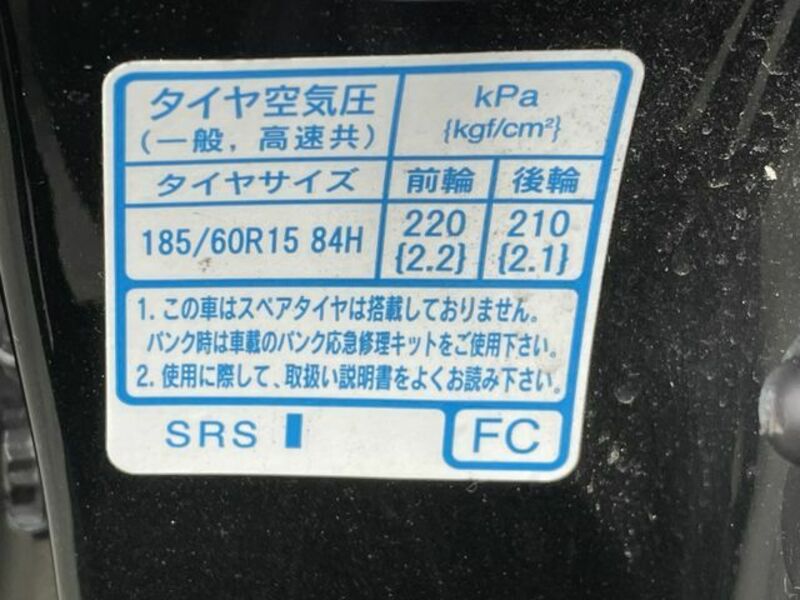 タイヤ空気圧
(一般, 高速共)
kPa
{kgf/cm²}
タイヤサイズ 前輪 後輪
185/60R15 84H 220 210
{2.2} {2.1}
1. この車はスペアタイヤは搭載しておりません。
パンク時は車載のパンク応急修理キットをご使用下さい。
2. 使用に際して、取扱い説明書をよくお読み下さい。
SRS FC